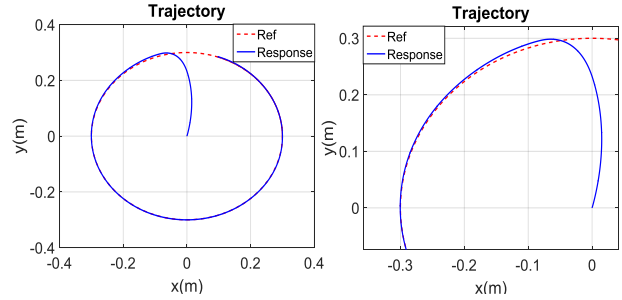 Trajectory
Ref
Response
y(m)
0.4
0.2
0
-0.2
-0.4
-0.4
-0.2
0
0.2
0.4
x(m)
Trajectory
Ref
Response
y(m)
0.3
0.2
0.1
0
-0.3
-0.2
-0.1
0
x(m)